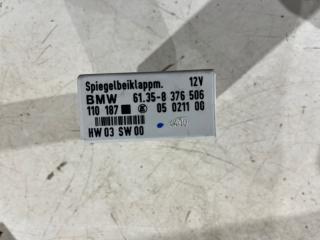 Spiegelbeiklappm. 12V
BMW 61.35-8 376 506
110 187 05 0211 00
HW 03 SW 00